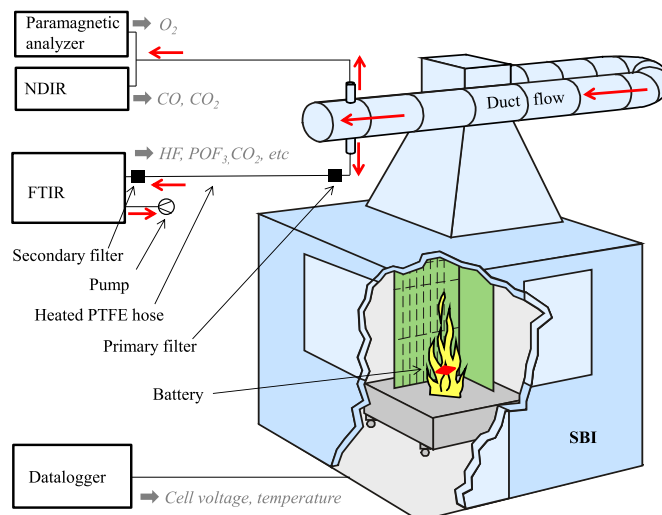 Paramagnetic
analyzer
O2
NDIR
CO, CO2
Duct flow
HF, POF3,CO2, etc
FTIR
Secondary filter
Pump
Heated PTFE hose
Primary filter
Battery
SBI
Datalogger
Cell voltage, temperature